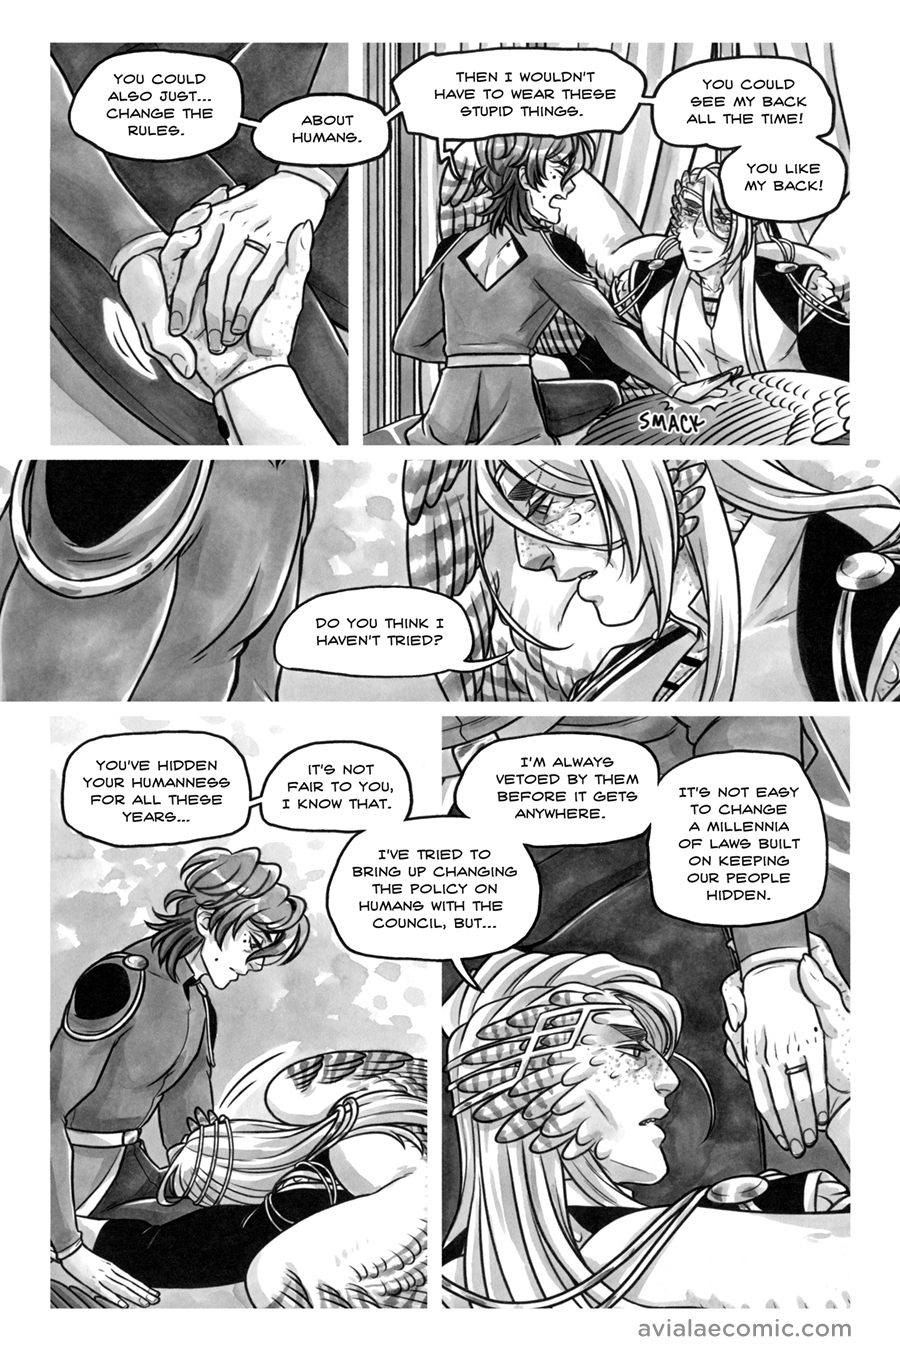 YOU COULD
ALSO JUST...
CHANGE THE
RULES.
ABOUT
HUMANS.
THEN I WOULDN'T
HAVE TO WEAR THESE
STUPID THINGS.
YOU COULD
SEE MY BACK
ALL THE TIME!
YOU LIKE
MY BACK!
SMACK
DO YOU THINK I
HAVEN'T TRIED?
YOU'VE HIDDEN
YOUR HUMANNESS
FOR ALL THESE
YEARS...
IT'S NOT
FAIR TO YOU,
I KNOW THAT.
I'VE TRIED TO
BRING UP CHANGING
THE POLICY ON
HUMANS WITH THE
COUNCIL, BUT...
I'M ALWAYS
VETOED BY THEM
BEFORE IT GETS
ANYWHERE.
IT'S NOT EASY
TO CHANGE
A MILLENNIA
OF LAWS BUILT
ON KEEPING
OUR PEOPLE
HIDDEN.
avialaecomic.com